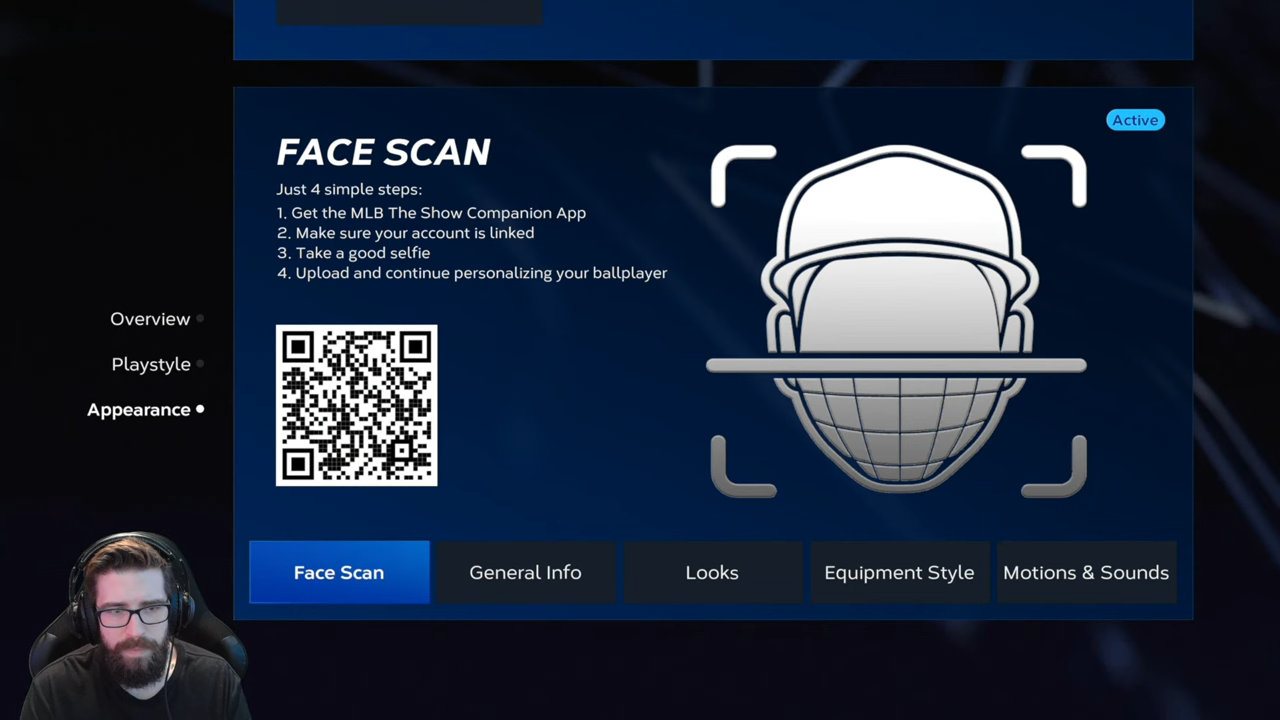 Active
FACE SCAN
Just 4 simple steps:
1. Get the MLB The Show Companion App
2. Make sure your account is linked
3. Take a good selfie
4. Upload and continue personalizing your ballplayer
Overview
Playstyle
Appearance
Face Scan
General Info
Looks
Equipment Style
Motions & Sounds